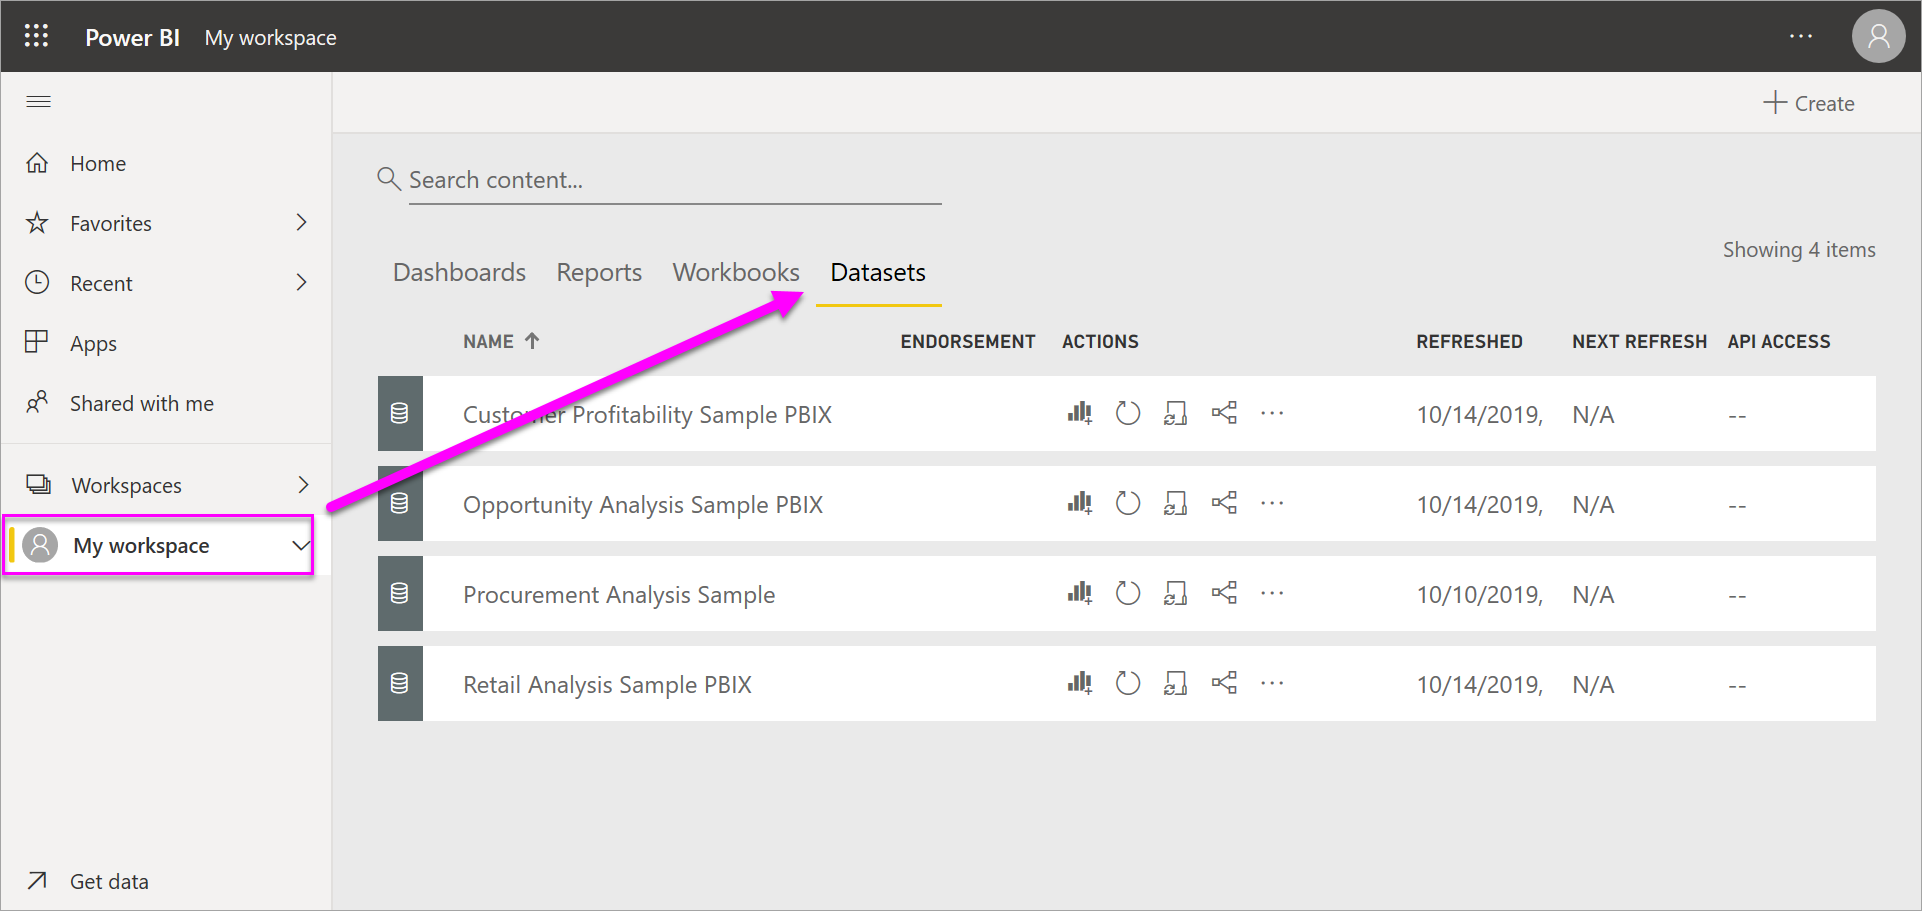 Power BI My workspace
Create
Home
Favorites
Recent
Apps
Shared with me
Workspaces
My workspace
Get data
Search content...
Showing 4 items
Dashboards Reports Workbooks Datasets
NAME ENDORSEMENT ACTIONS REFRESHED NEXT REFRESH API ACCESS
Customer Profitability Sample PBIX 10/14/2019, N/A --
Opportunity Analysis Sample PBIX 10/14/2019, N/A --
Procurement Analysis Sample 10/10/2019, N/A --
Retail Analysis Sample PBIX 10/14/2019, N/A --